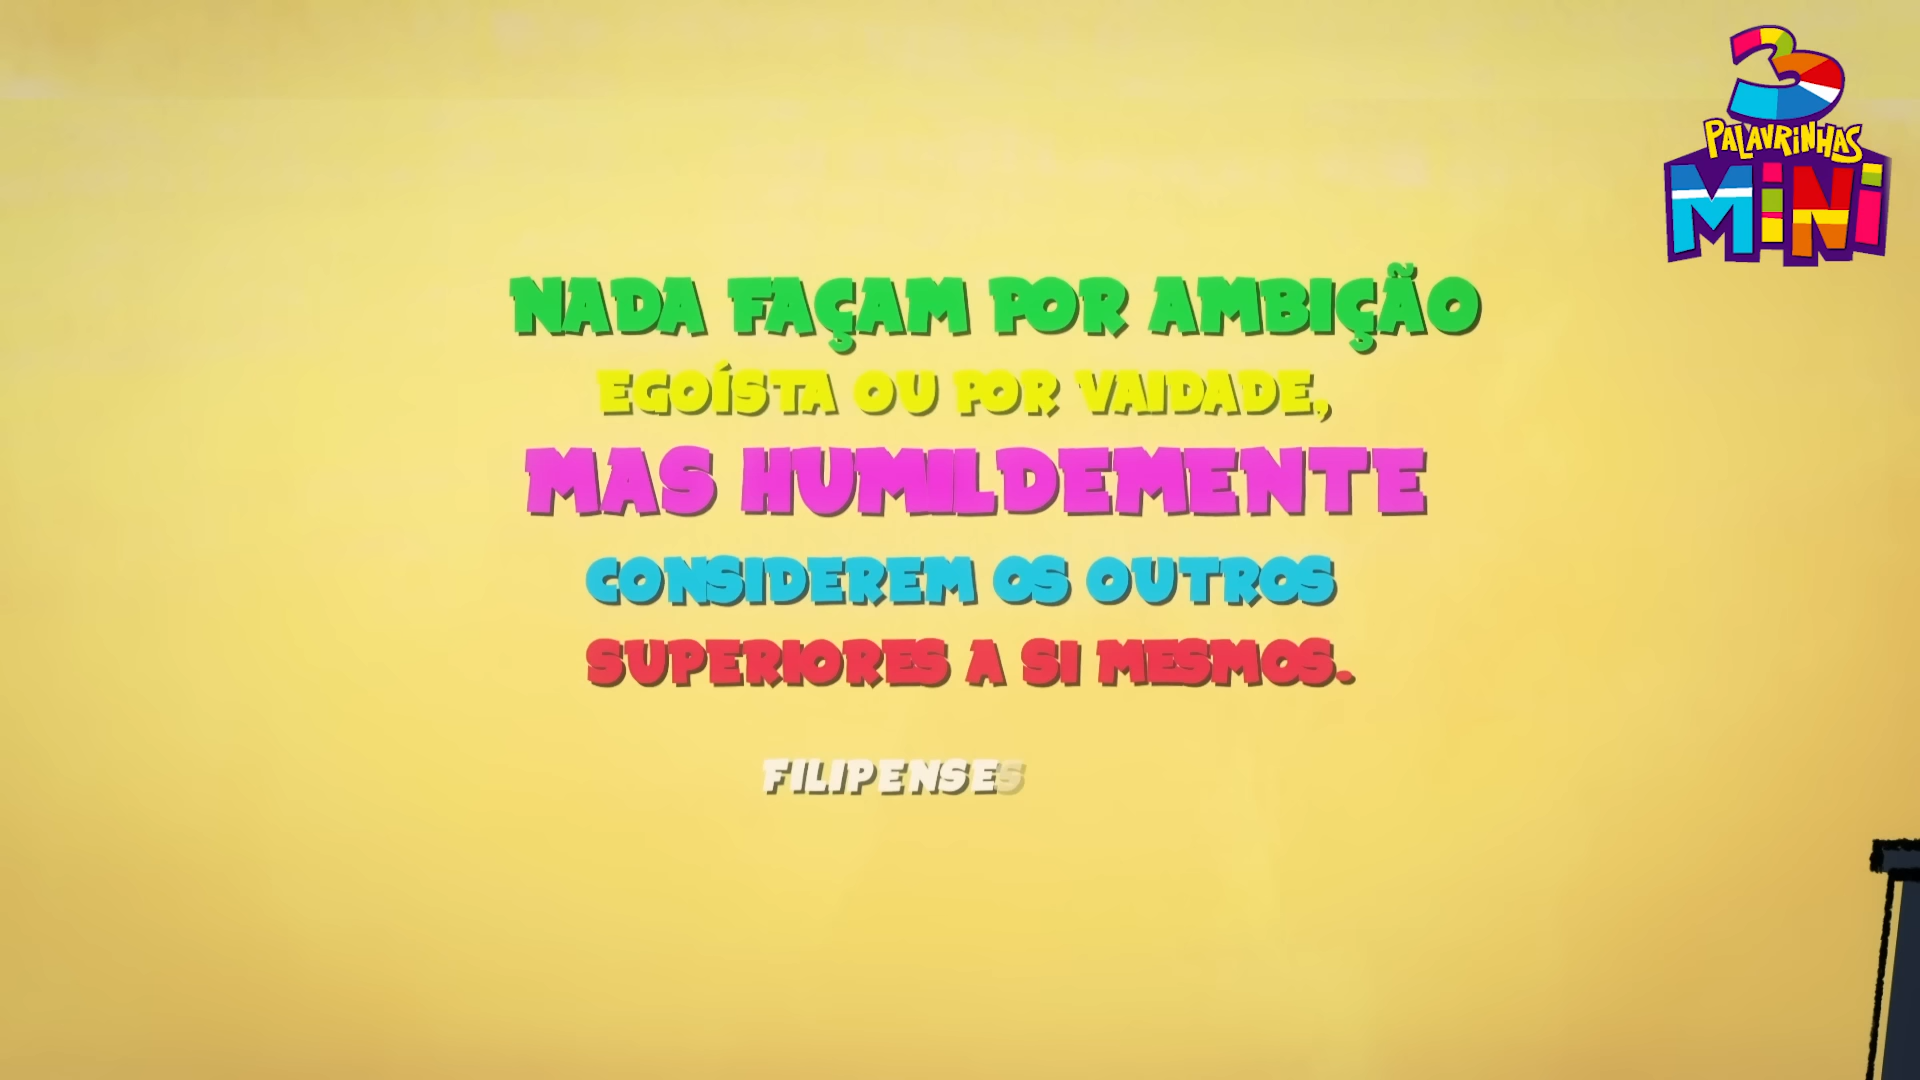 3
PALAVRINHAS
MINI
NADA FAÇAM POR AMBIÇÃO
EGOÍSTA OU POR VAIDADE,
MAS HUMILDEMENTE
CONSIDEREM OS OUTROS
SUPERIORES A SI MESMOS.
FILIPENSES